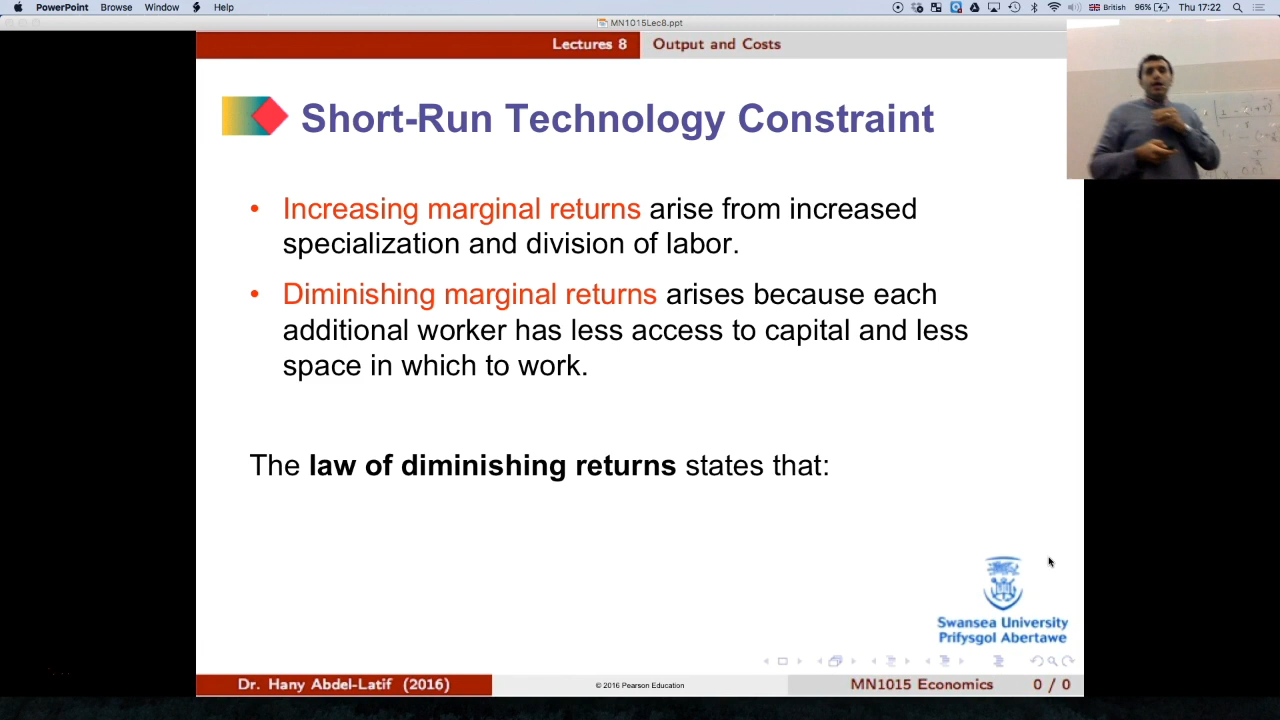 PowerPoint Browse Window Help
British 96% Thu 17:22
MN1015Lec8.ppt
Lectures 8 Output and Costs
Short-Run Technology Constraint
• Increasing marginal returns arise from increased
specialization and division of labor.
• Diminishing marginal returns arises because each
additional worker has less access to capital and less
space in which to work.
The law of diminishing returns states that:
Swansea University
Prifysgol Abertawe
Dr. Hany Abdel-Latif (2016) © 2016 Pearson Education MN1015 Economics 0 / 0